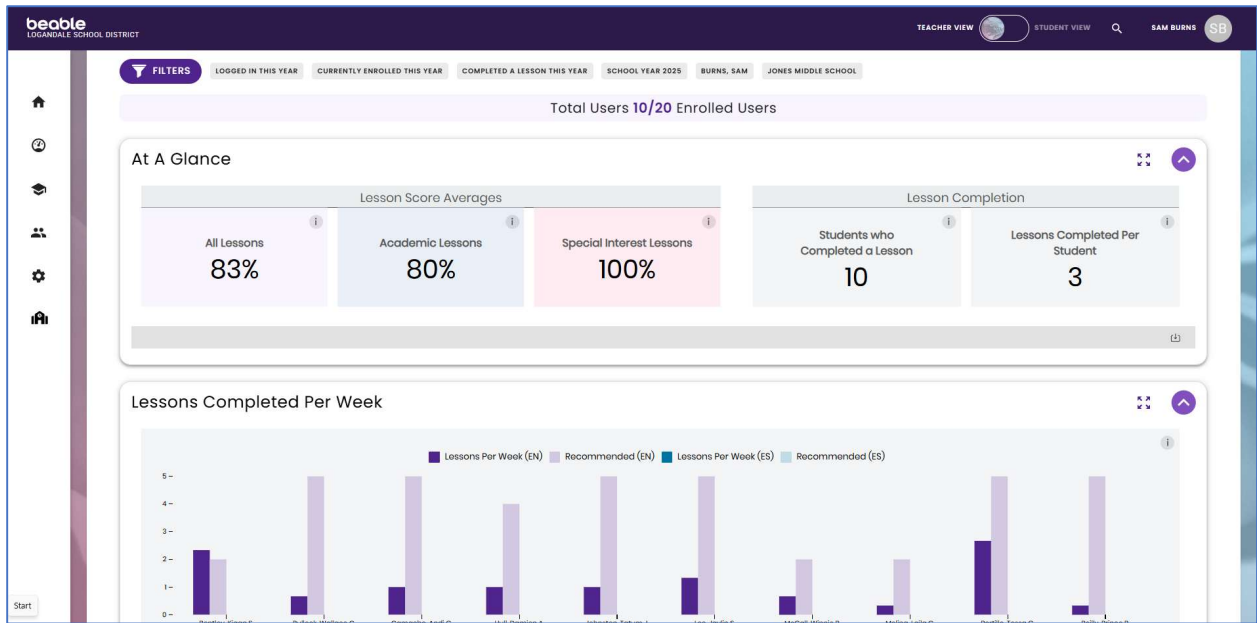 beable
LOGANDALE SCHOOL DISTRICT
TEACHER VIEW STUDENT VIEW SAM BURNS SB
FILTERS LOGGED IN THIS YEAR CURRENTLY ENROLLED THIS YEAR COMPLETED A LESSON THIS YEAR SCHOOL YEAR 2025 BURNS, SAM JONES MIDDLE SCHOOL
Total Users 10/20 Enrolled Users
At A Glance
Lesson Score Averages
Lesson Completion
All Lessons
83%
Academic Lessons
80%
Special Interest Lessons
100%
Students who
Completed a Lesson
10
Lessons Completed Per
Student
3
Lessons Completed Per Week
Lessons Per Week (EN) Recommended (EN) Lessons Per Week (ES) Recommended (ES)
5
4
3
2
1
0
Start